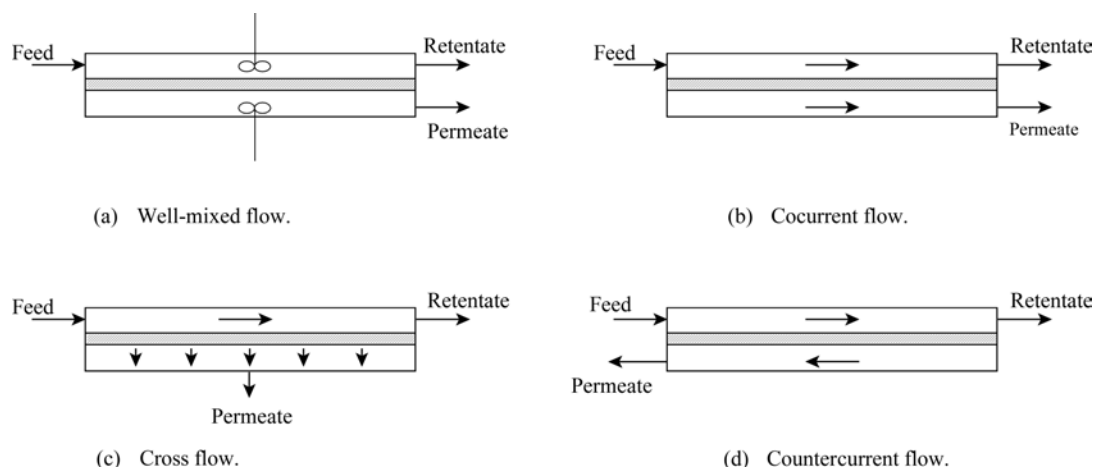 Feed
Retentate
Permeate
(a) Well-mixed flow.
Feed
Retentate
Permeate
(b) Cocurrent flow.
Feed
Retentate
Permeate
(c) Cross flow.
Feed
Retentate
Permeate
(d) Countercurrent flow.